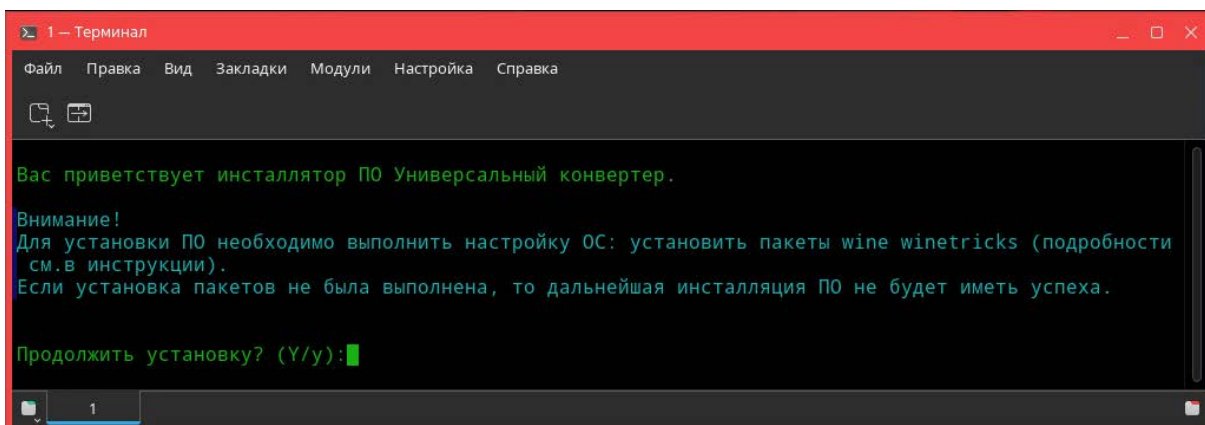 1 — Терминал
Файл Правка Вид Закладки Модули Настройка Справка
Вас приветствует инсталлятор ПО Универсальный конвертер.
Внимание!
Для установки ПО необходимо выполнить настройку ОС: установить пакеты wine winetricks (подробности
см.в инструкции).
Если установка пакетов не была выполнена, то дальнейшая инсталляция ПО не будет иметь успеха.
Продолжить установку? (Y/y):
1